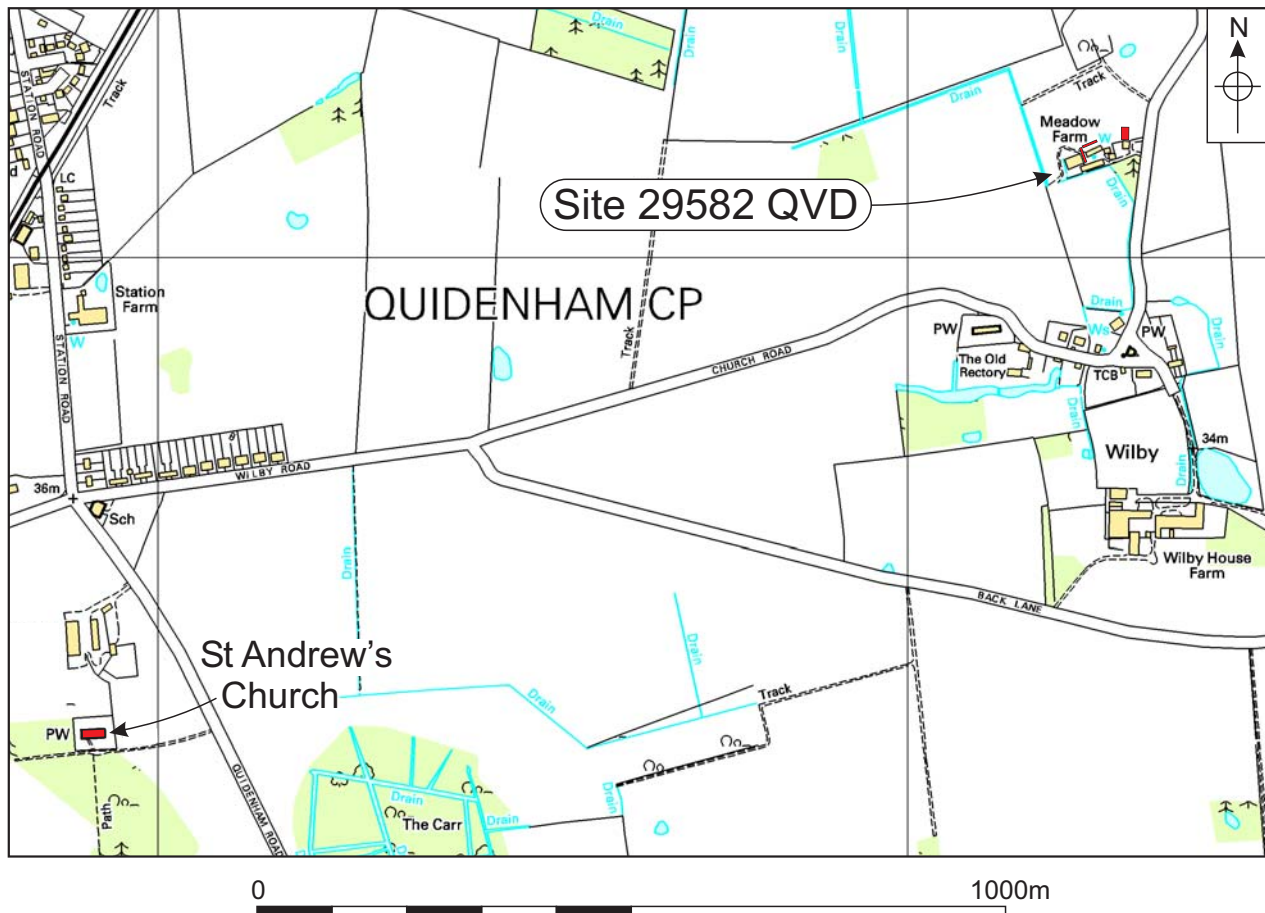 Drain
Drain
Drain
N
STATION ROAD
Track
Track
Drain
Meadow
Farm
W
d
LC
Site 29582 QVD
Drain
Station
Farm
QUIDENHAM CP
W
Track
Drain
Ws
PW
PW
Drain
STATION ROAD
CHURCH ROAD
The Old
Rectory
TCB
Drain
WILBY ROAD
34m
Wilby
Drain
36m
Sch
Drain
Wilby House
Farm
BACK LANE
St Andrew's
Church
Drain
Drain
Track
PW
QUIDENHAM ROAD
Path
Drain
The Carr
Drain
Drain
0
1000m